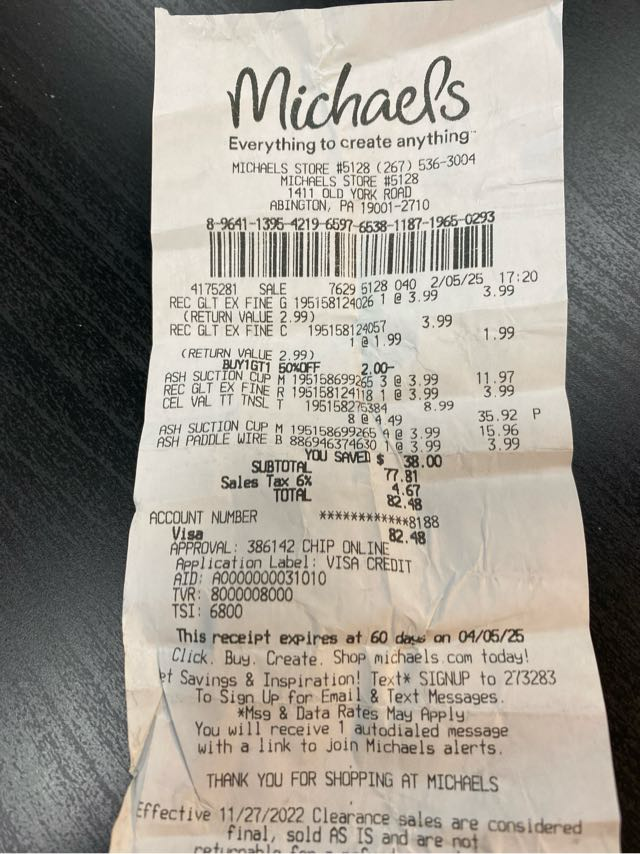 Michaels
Everything to create anything™
MICHAELS STORE #5128 (267) 536-3004
MICHAELS STORE #5128
1411 OLD YORK ROAD
ABINGTON, PA 19001-2710
8-9641-1395-4219-6597-6538-1187-1965-0293
4175281 SALE 7629 5128 040 2/05/25 17:20
REC GLT EX FINE G 195158124026 1 @ 3.99 3.99
(RETURN VALUE 2.99)
REC GLT EX FINE C 195158124057 3.99
1 @ 1.99 1.99
(RETURN VALUE 2.99)
BUY1GT1 50%OFF 2.00-
ASH SUCTION CUP M 195158699265 3 @ 3.99 11.97
REC GLT EX FINE R 195158124118 1 @ 3.99 3.99
CEL VAL TT TNSL T 195158275384 8.99
8 @ 4.49 35.92 P
ASH SUCTION CUP M 195158699265 4 @ 3.99 15.96
ASH PADDLE WIRE B 886946374630 1 @ 3.99 3.99
YOU SAVED $ 38.00
SUBTOTAL 77.81
Sales Tax 6% 4.67
TOTAL 82.48
ACCOUNT NUMBER ************8188
Visa 82.48
APPROVAL: 386142 CHIP ONLINE
Application Label: VISA CREDIT
AID: A0000000031010
TVR: 8000008000
TSI: 6800
This receipt expires at 60 days on 04/05/25
Click. Buy. Create. Shop michaels.com today!
et Savings & Inspiration! Text* SIGNUP to 273283
To Sign Up for Email & Text Messages.
*Msg & Data Rates May Apply
You will receive 1 autodialed message
with a link to join Michaels alerts.
THANK YOU FOR SHOPPING AT MICHAELS
Effective 11/27/2022 Clearance sales are considered
final, sold AS IS and are not